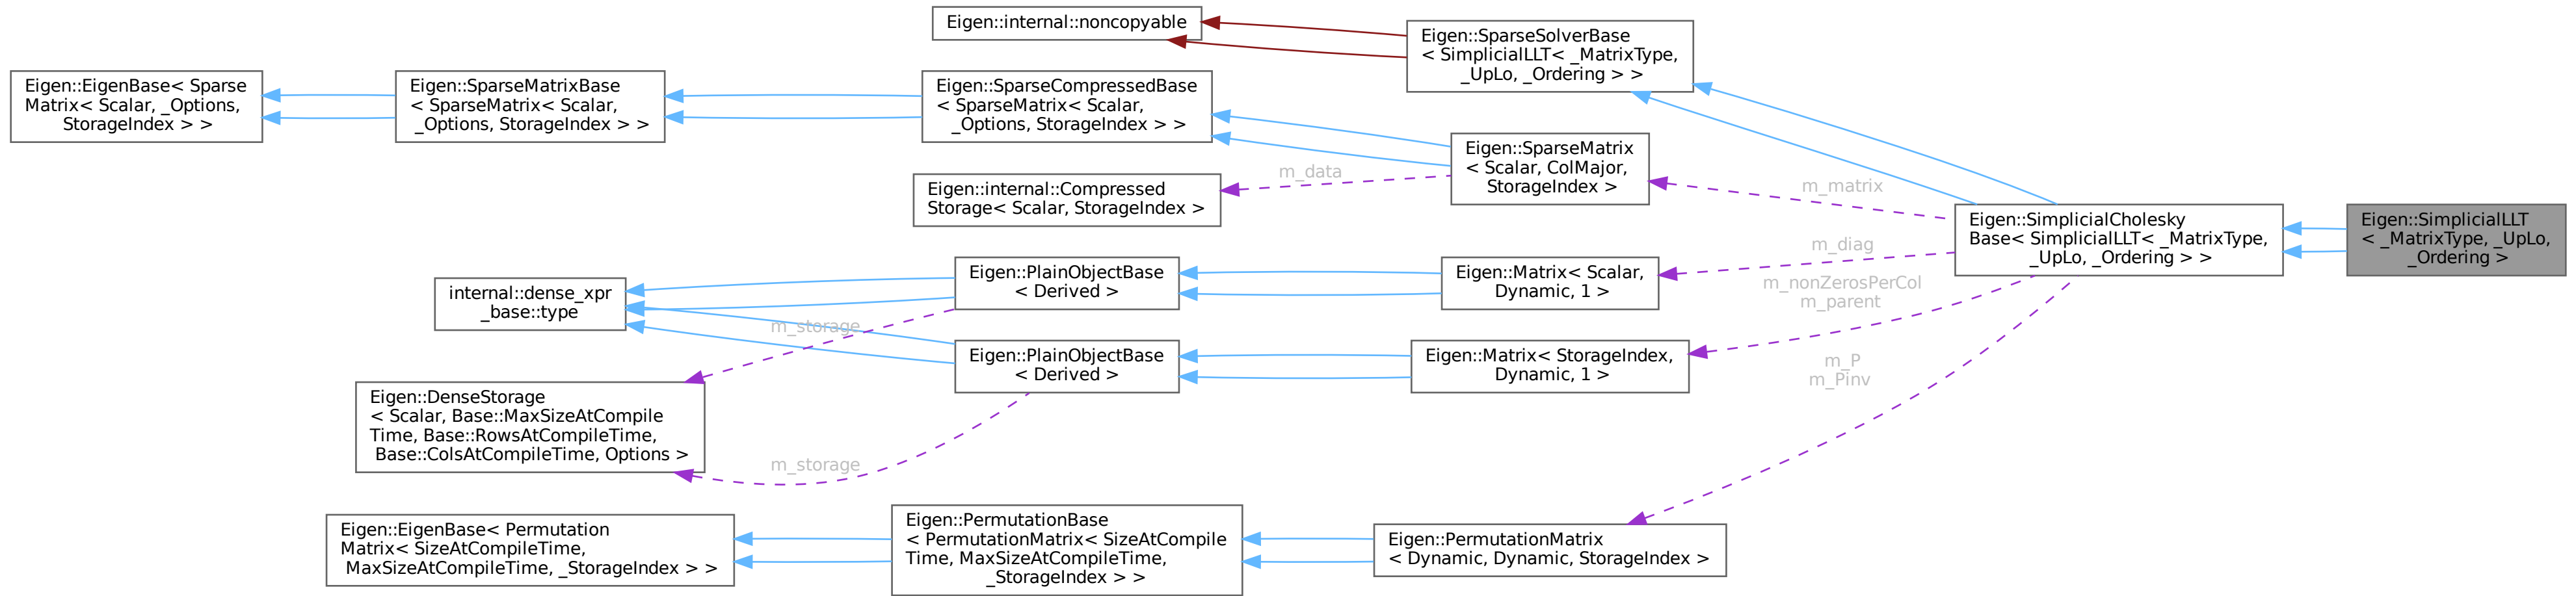 Eigen::internal::noncopyable
Eigen::SparseSolverBase
< SimplicialLLT< _MatrixType,
_UpLo, _Ordering > >
Eigen::EigenBase< Sparse
Matrix< Scalar, _Options,
StorageIndex > >
Eigen::SparseMatrixBase
< SparseMatrix< Scalar,
_Options, StorageIndex > >
Eigen::SparseCompressedBase
< SparseMatrix< Scalar,
_Options, StorageIndex > >
Eigen::SparseMatrix
< Scalar, ColMajor,
StorageIndex >
m_data
Eigen::internal::Compressed
Storage< Scalar, StorageIndex >
m_matrix
Eigen::SimplicialCholesky
Base< SimplicialLLT< _MatrixType,
_UpLo, _Ordering > >
Eigen::SimplicialLLT
< _MatrixType, _UpLo,
_Ordering >
m_diag
Eigen::PlainObjectBase
< Derived >
Eigen::Matrix< Scalar,
Dynamic, 1 >
m_nonZerosPerCol
m_parent
internal::dense_xpr
_base::type
m_storage
Eigen::PlainObjectBase
< Derived >
Eigen::Matrix< StorageIndex,
Dynamic, 1 >
m_P
m_Pinv
Eigen::DenseStorage
< Scalar, Base::MaxSizeAtCompile
Time, Base::RowsAtCompileTime,
Base::ColsAtCompileTime, Options >
m_storage
Eigen::EigenBase< Permutation
Matrix< SizeAtCompileTime,
MaxSizeAtCompileTime, _StorageIndex > >
Eigen::PermutationBase
< PermutationMatrix< SizeAtCompile
Time, MaxSizeAtCompileTime,
_StorageIndex > >
Eigen::PermutationMatrix
< Dynamic, Dynamic, StorageIndex >